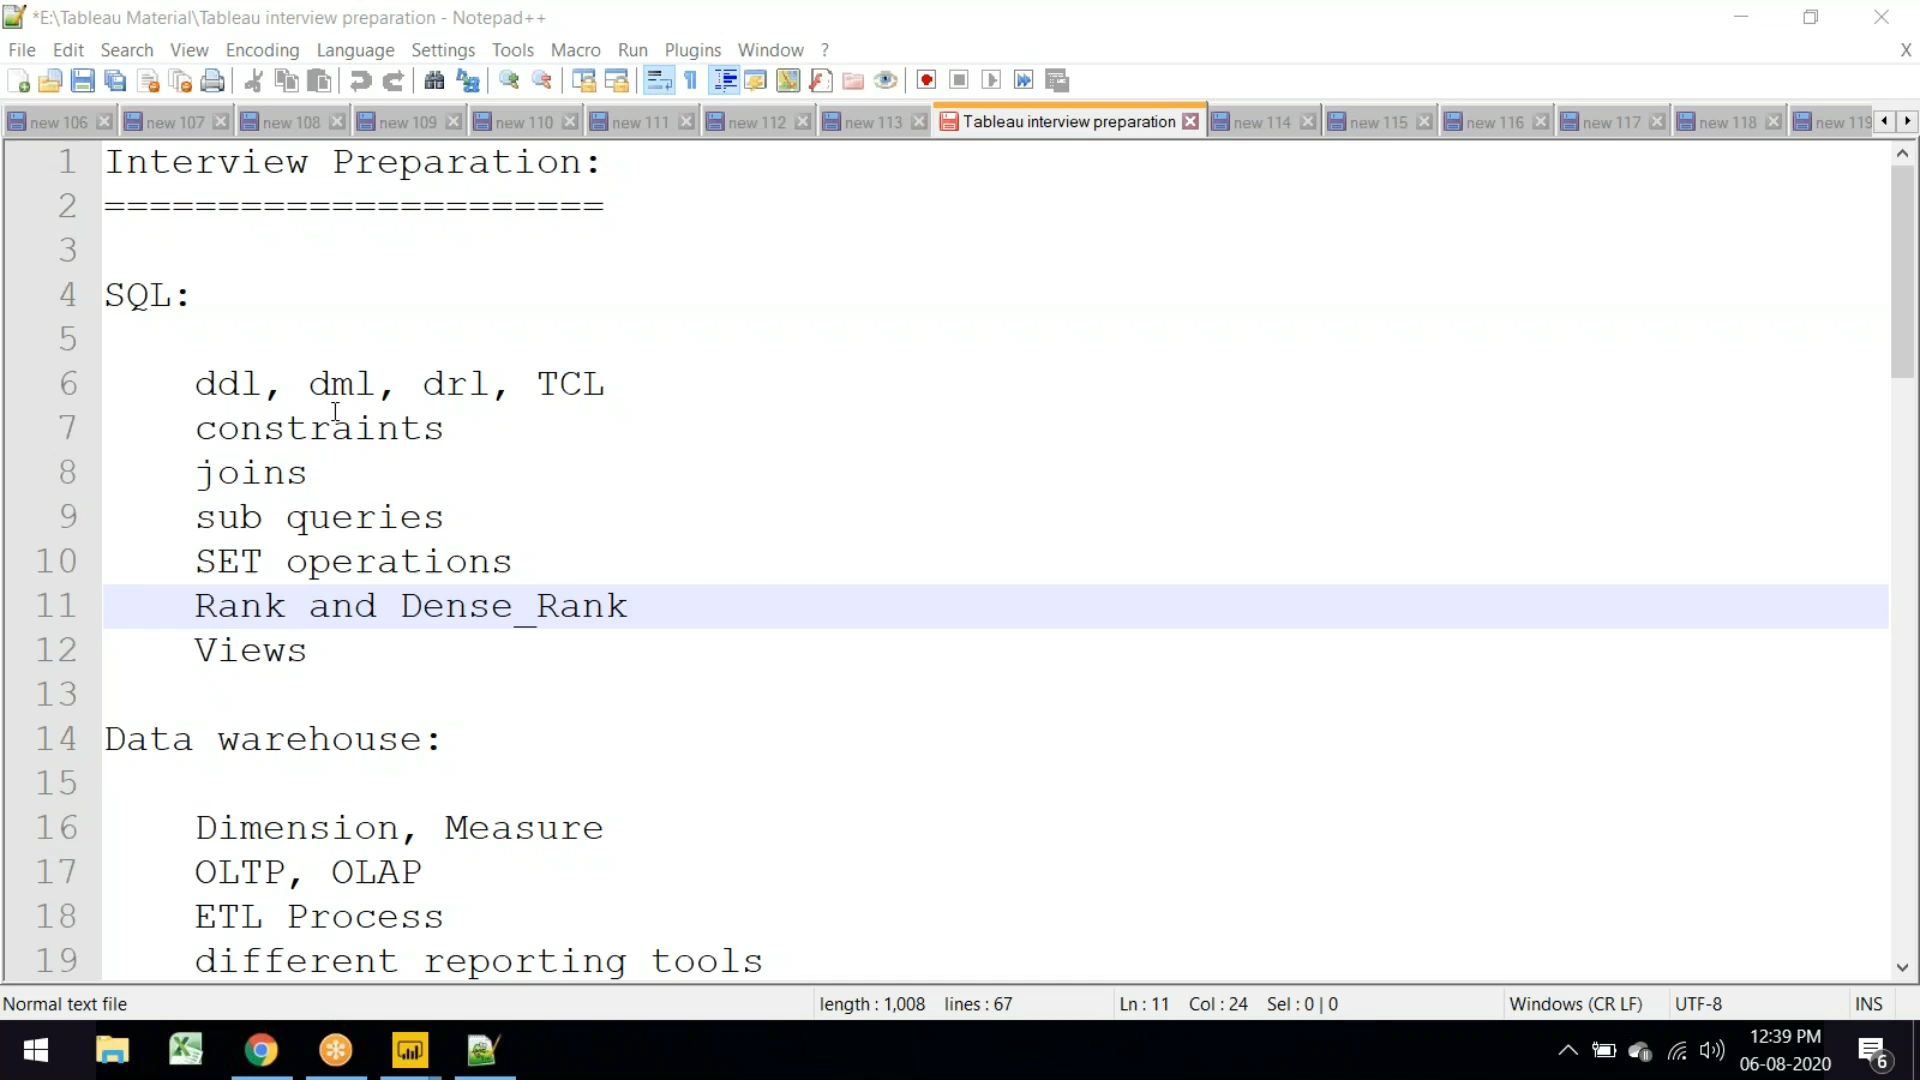 *E:\Tableau Material\Tableau interview preparation - Notepad++
File Edit Search View Encoding Language Settings Tools Macro Run Plugins Window ? X
new 106 new 107 new 108 new 109 new 110 new 111 new 112 new 113 Tableau interview preparation new 114 new 115 new 116 new 117 new 118 new 119
1 Interview Preparation:
2 ======================
3
4 SQL:
5
6 ddl, dml, drl, TCL
7 constraints
8 joins
9 sub queries
10 SET operations
11 Rank and Dense_Rank
12 Views
13
14 Data warehouse:
15
16 Dimension, Measure
17 OLTP, OLAP
18 ETL Process
19 different reporting tools
Normal text file length : 1,008 lines : 67 Ln : 11 Col : 24 Sel : 0 | 0 Windows (CR LF) UTF-8 INS
12:39 PM
06-08-2020
6